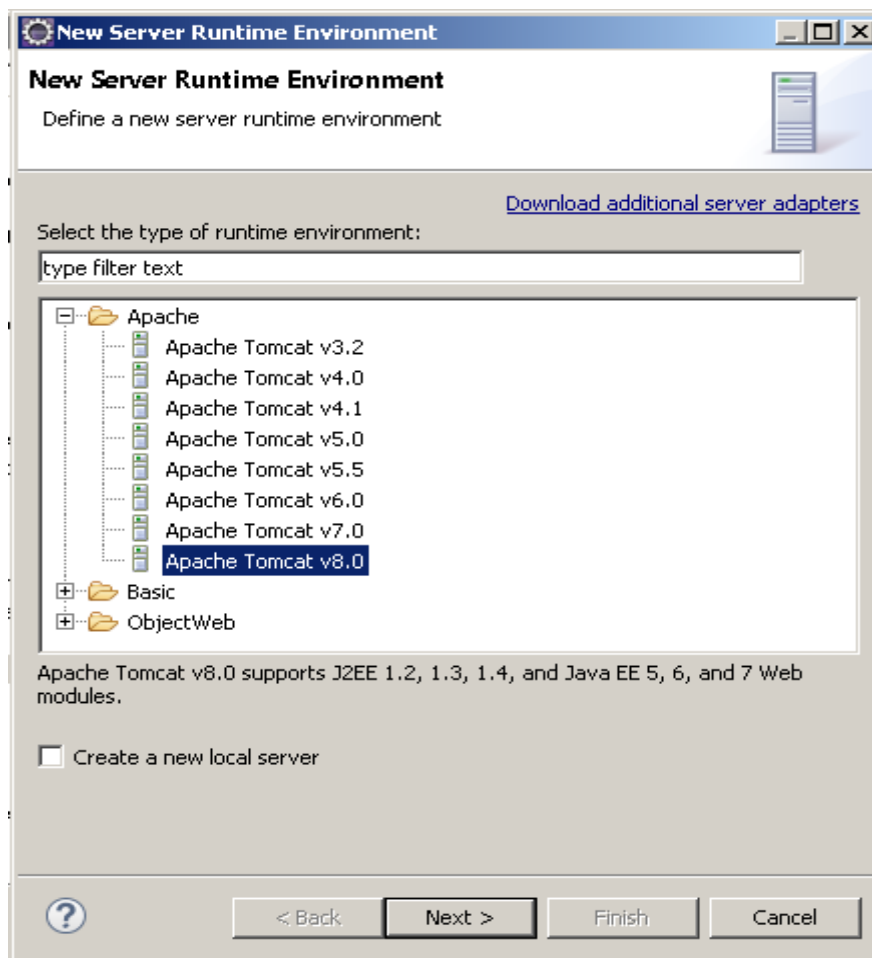 New Server Runtime Environment
New Server Runtime Environment
Define a new server runtime environment
Download additional server adapters
Select the type of runtime environment:
type filter text
Apache
Apache Tomcat v3.2
Apache Tomcat v4.0
Apache Tomcat v4.1
Apache Tomcat v5.0
Apache Tomcat v5.5
Apache Tomcat v6.0
Apache Tomcat v7.0
Apache Tomcat v8.0
Basic
ObjectWeb
Apache Tomcat v8.0 supports J2EE 1.2, 1.3, 1.4, and Java EE 5, 6, and 7 Web
modules.
Create a new local server
? < Back Next > Finish Cancel